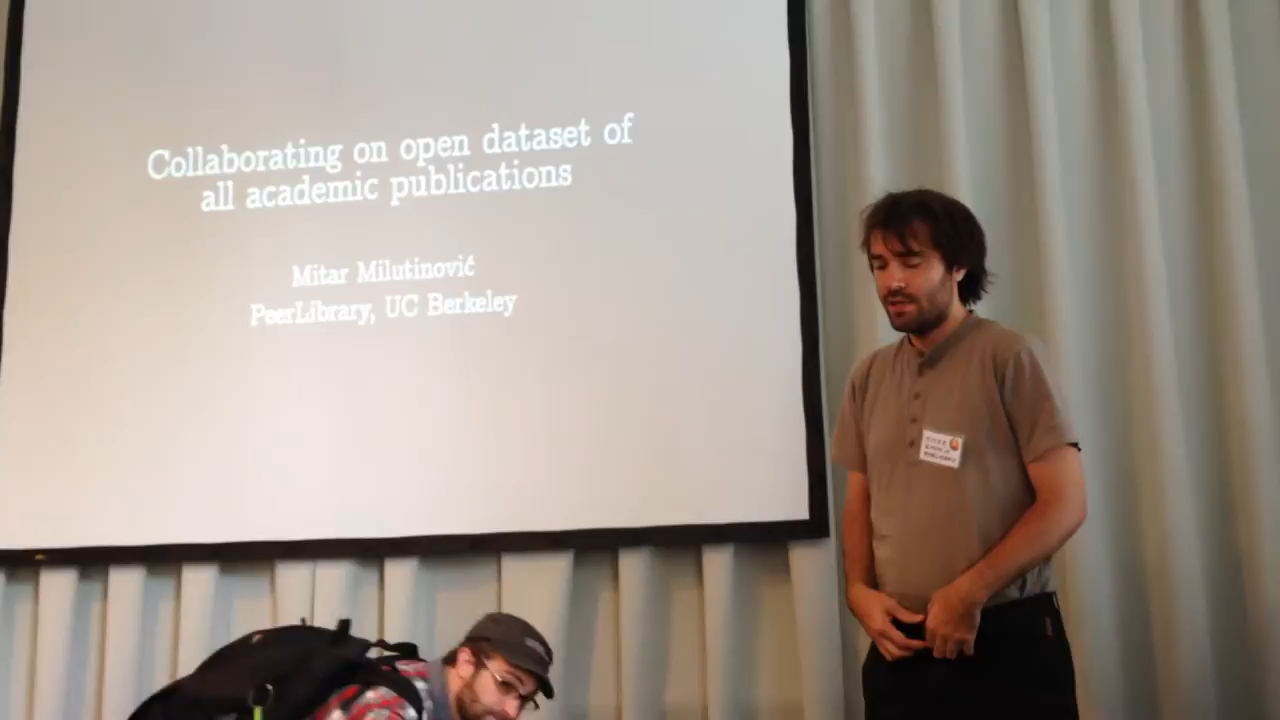 Collaborating on open dataset of
all academic publications
Mitar Milutinović
PeerLibrary, UC Berkeley